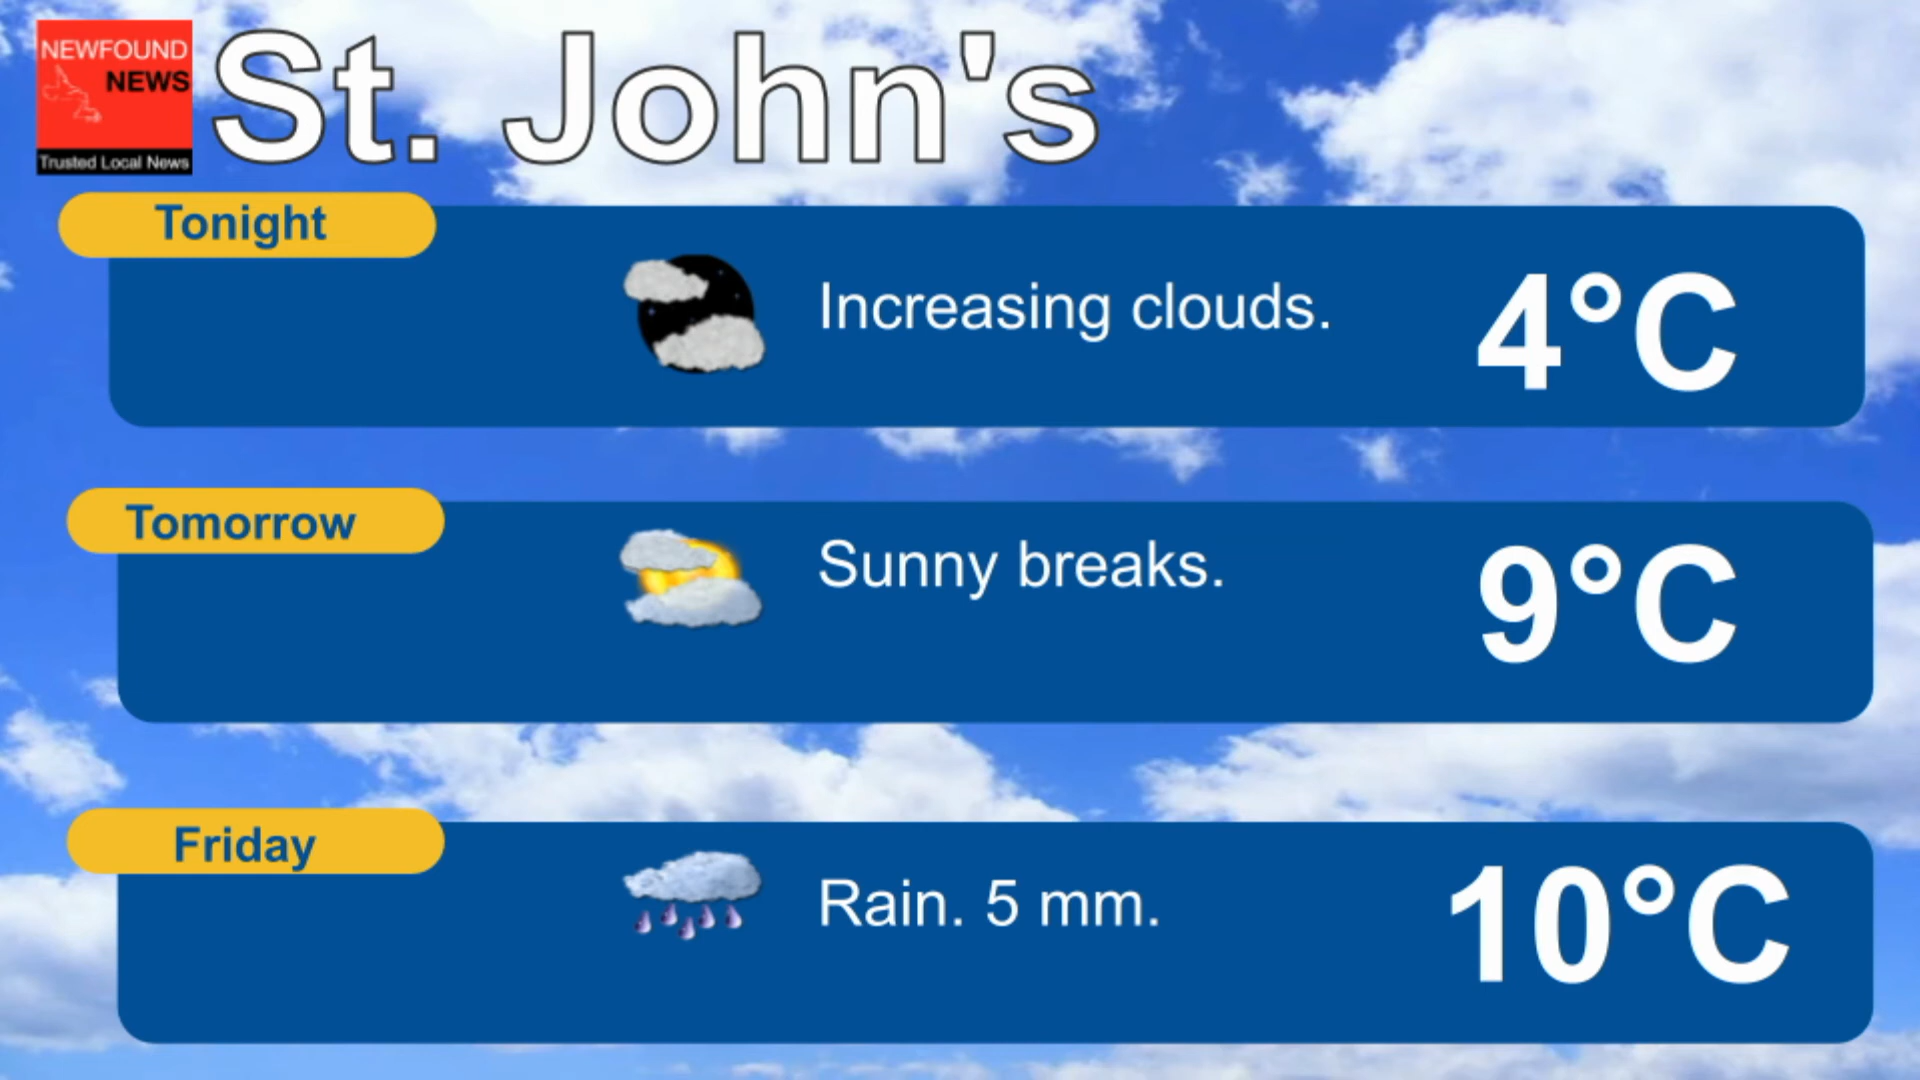 NEWFOUND
NEWS
Trusted Local News
St. John's
Tonight
Increasing clouds.
4°C
Tomorrow
Sunny breaks.
9°C
Friday
Rain. 5 mm.
10°C